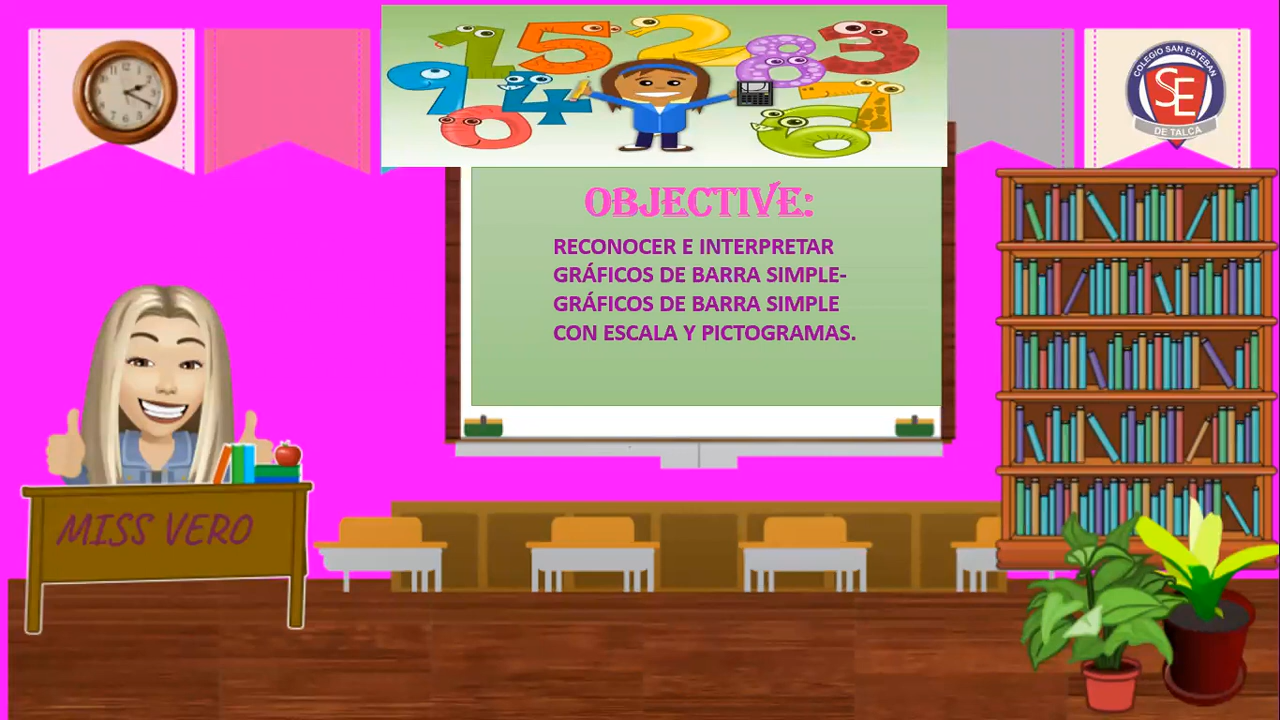 COLEGIO SAN ESTEBAN
SE
DE TALCA
OBJECTIVE:
RECONOCER E INTERPRETAR
GRÁFICOS DE BARRA SIMPLE-
GRÁFICOS DE BARRA SIMPLE
CON ESCALA Y PICTOGRAMAS.
MISS VERO